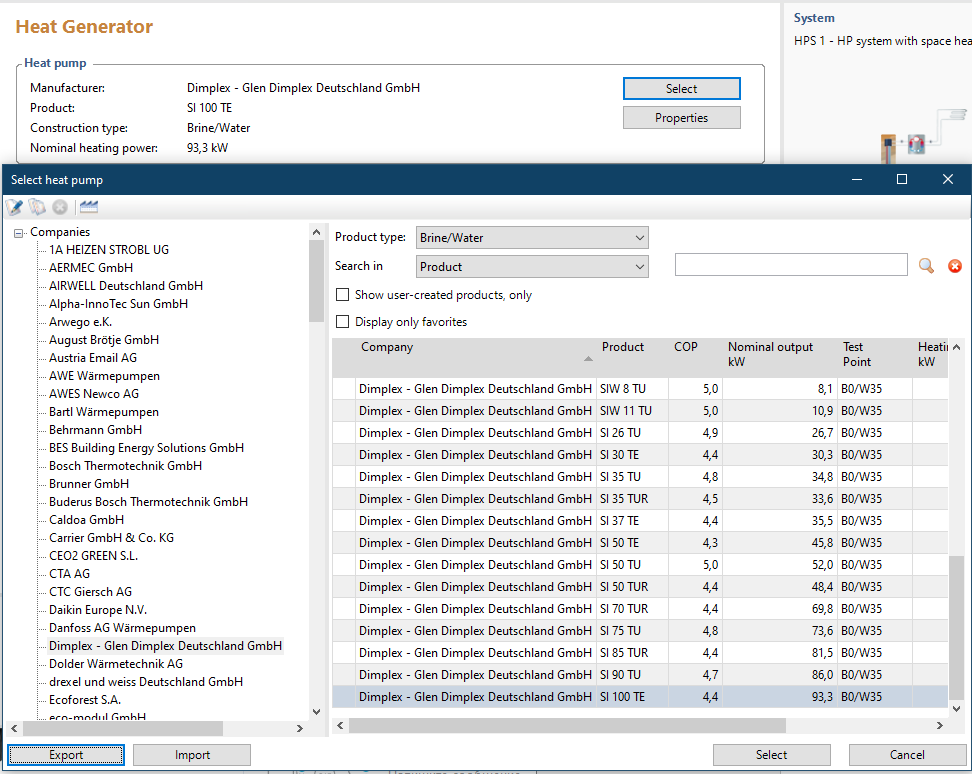 Heat Generator
System
HPS 1 - HP system with space hea
Heat pump
Manufacturer: Dimplex - Glen Dimplex Deutschland GmbH
Select
Product: SI 100 TE
Properties
Construction type: Brine/Water
Nominal heating power: 93,3 kW
Select heat pump
Companies
1A HEIZEN STROBL UG
AERMEC GmbH
AIRWELL Deutschland GmbH
Alpha-InnoTec Sun GmbH
Arwego e.K.
August Brötje GmbH
Austria Email AG
AWE Wärmepumpen
AWES Newco AG
Bartl Wärmepumpen
Behrmann GmbH
BES Building Energy Solutions GmbH
Bosch Thermotechnik GmbH
Brunner GmbH
Buderus Bosch Thermotechnik GmbH
Caldoa GmbH
Carrier GmbH & Co. KG
CEO2 GREEN S.L.
CTA AG
CTC Giersch AG
Daikin Europe N.V.
Danfoss AG Wärmepumpen
Dimplex - Glen Dimplex Deutschland GmbH
Dolder Wärmetechnik AG
drexel und weiss Deutschland GmbH
Ecoforest S.A.
eco-modul GmbH
Product type: Brine/Water
Search in Product
Show user-created products, only
Display only favorites
Company Product COP Nominal output kW Test Point Heatin kW
Dimplex - Glen Dimplex Deutschland GmbH SIW 8 TU 5,0 8,1 B0/W35
Dimplex - Glen Dimplex Deutschland GmbH SIW 11 TU 5,0 10,9 B0/W35
Dimplex - Glen Dimplex Deutschland GmbH SI 26 TU 4,9 26,7 B0/W35
Dimplex - Glen Dimplex Deutschland GmbH SI 30 TE 4,4 30,3 B0/W35
Dimplex - Glen Dimplex Deutschland GmbH SI 35 TU 4,8 34,8 B0/W35
Dimplex - Glen Dimplex Deutschland GmbH SI 35 TUR 4,5 33,6 B0/W35
Dimplex - Glen Dimplex Deutschland GmbH SI 37 TE 4,4 35,5 B0/W35
Dimplex - Glen Dimplex Deutschland GmbH SI 50 TE 4,3 45,8 B0/W35
Dimplex - Glen Dimplex Deutschland GmbH SI 50 TU 5,0 52,0 B0/W35
Dimplex - Glen Dimplex Deutschland GmbH SI 50 TUR 4,4 48,4 B0/W35
Dimplex - Glen Dimplex Deutschland GmbH SI 70 TUR 4,4 69,8 B0/W35
Dimplex - Glen Dimplex Deutschland GmbH SI 75 TU 4,8 73,6 B0/W35
Dimplex - Glen Dimplex Deutschland GmbH SI 85 TUR 4,4 81,5 B0/W35
Dimplex - Glen Dimplex Deutschland GmbH SI 90 TU 4,7 86,0 B0/W35
Dimplex - Glen Dimplex Deutschland GmbH SI 100 TE 4,4 93,3 B0/W35
Export
Import
Select
Cancel